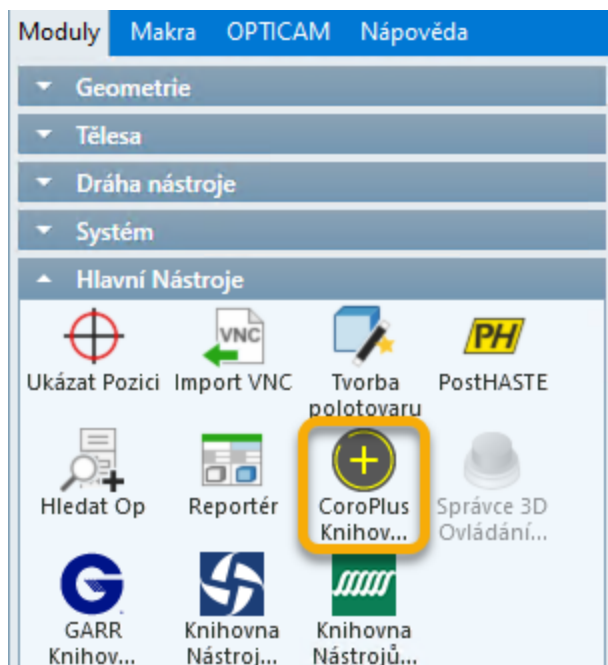 Moduly Makra OPTICAM Nápověda
Geometrie
Tělesa
Dráha nástroje
Systém
Hlavní Nástroje
VNC PH
Ukázat Pozici Import VNC Tvorba polotovaru PostHASTE
Hledat Op Reportér CoroPlus Knihov... Správce 3D Ovládání...
G
GARR Knihov... Knihovna Nástroj... Knihovna Nástrojů...